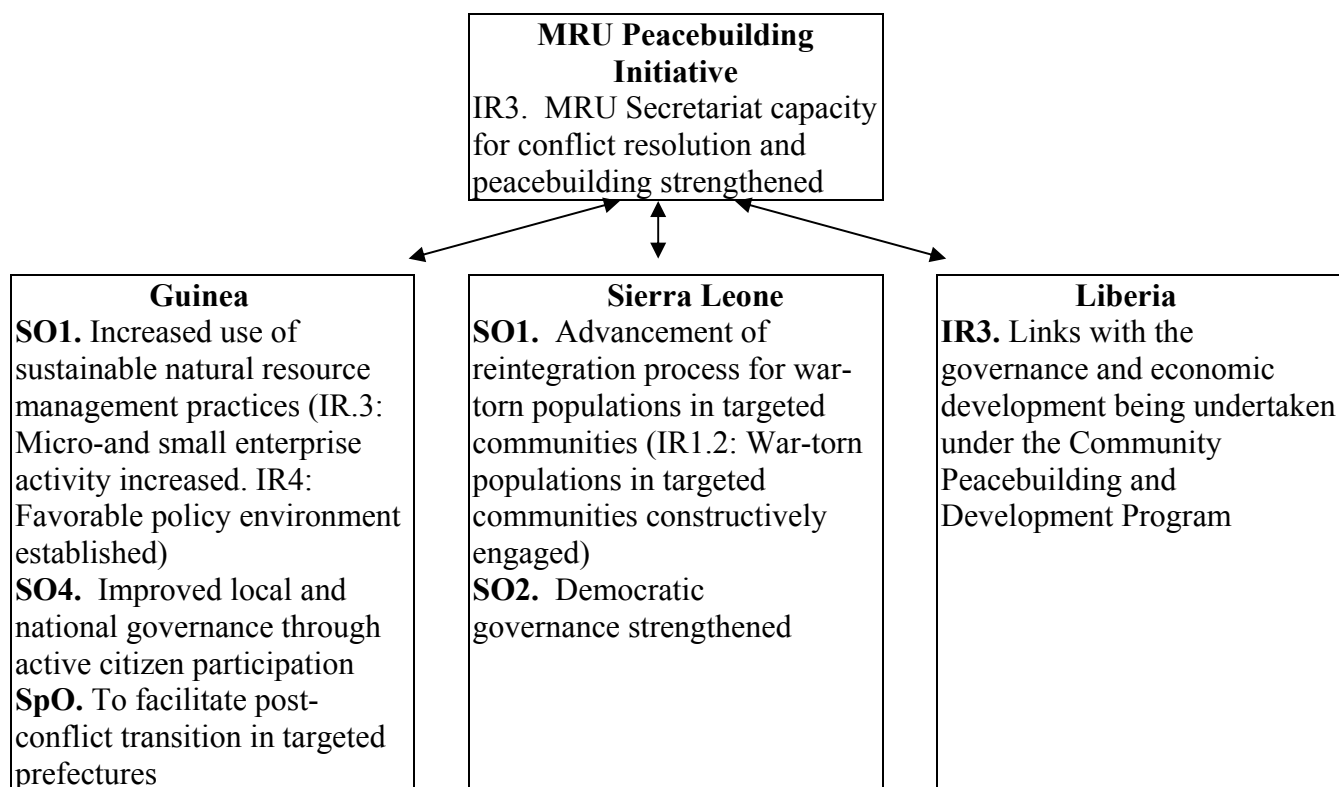 MRU Peacebuilding
Initiative
IR3.  MRU Secretariat capacity
for conflict resolution and
peacebuilding strengthened
Guinea
SO1. Increased use of
sustainable natural resource
management practices (IR.3:
Micro-and small enterprise
activity increased. IR4:
Favorable policy environment
established)
SO4.  Improved local and
national governance through
active citizen participation
SpO. To facilitate post-
conflict transition in targeted
prefectures
Sierra Leone
SO1.  Advancement of
reintegration process for war-
torn populations in targeted
communities (IR1.2: War-torn
populations in targeted
communities constructively
engaged)
SO2.  Democratic
governance strengthened
Liberia
IR3. Links with the
governance and economic
development being undertaken
under the Community
Peacebuilding and
Development Program